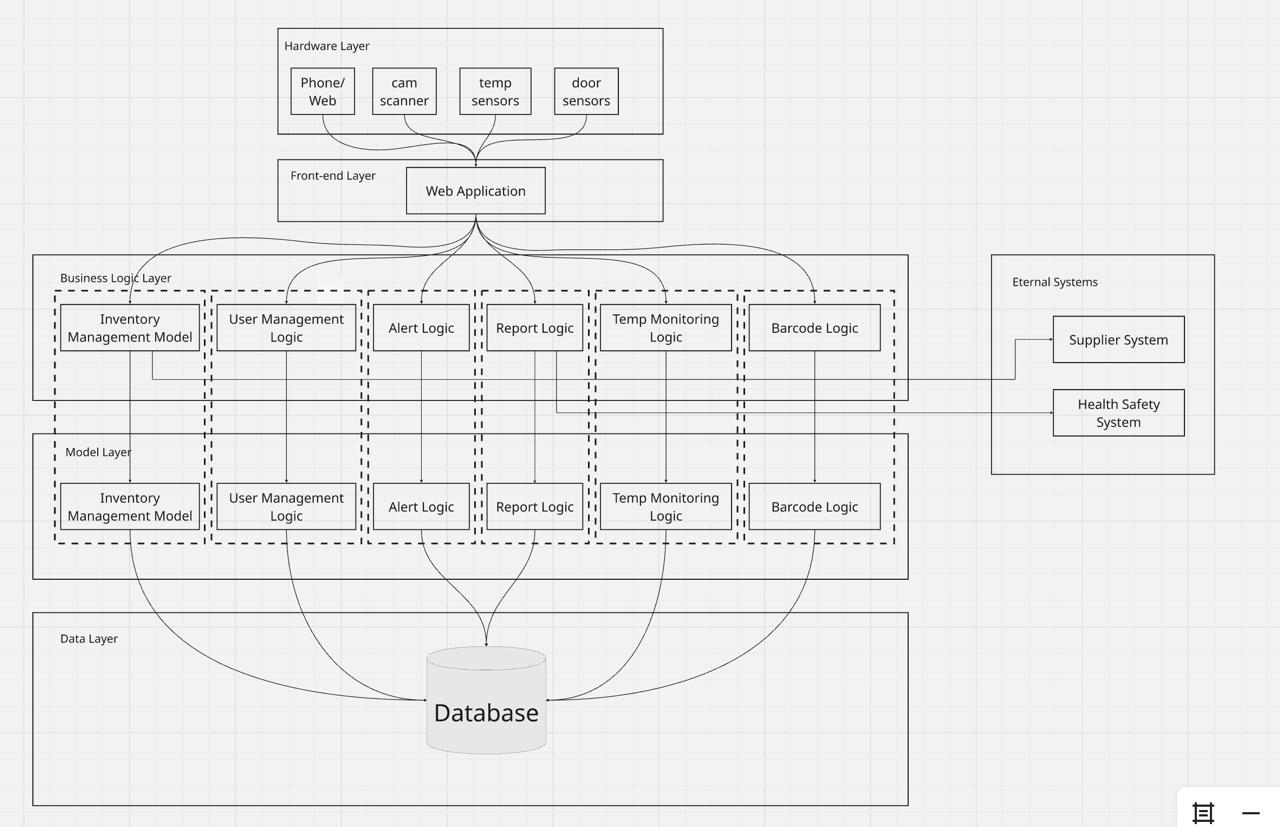 Hardware Layer
Phone/
Web
cam
scanner
temp
sensors
door
sensors
Front-end Layer
Web Application
Business Logic Layer
Inventory
Management Model
User Management
Logic
Alert Logic
Report Logic
Temp Monitoring
Logic
Barcode Logic
Eternal Systems
Supplier System
Health Safety
System
Model Layer
Inventory
Management Model
User Management
Logic
Alert Logic
Report Logic
Temp Monitoring
Logic
Barcode Logic
Data Layer
Database